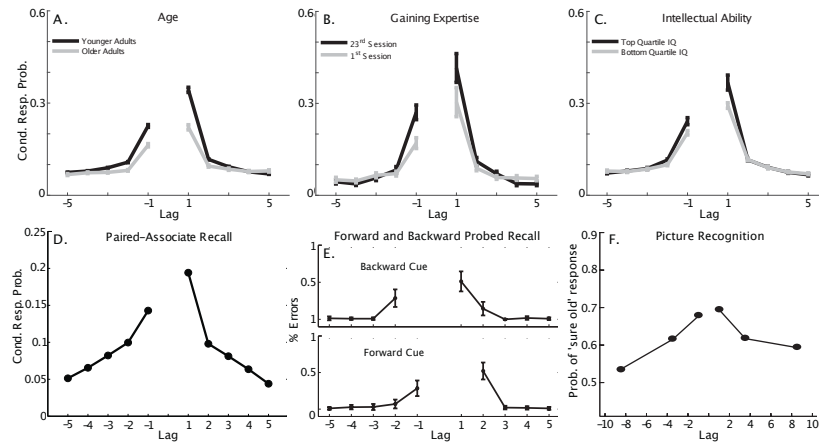 A. Age
Younger Adults
Older Adults
Cond. Resp. Prob.
0.6
0.3
0
-5 -1 1 5
Lag
B. Gaining Expertise
23rd Session
1st Session
0.6
0.3
0
-5 -1 1 5
Lag
C. Intellectual Ability
Top Quartile IQ
Bottom Quartile IQ
0.6
0.3
0
-5 -1 1 5
Lag
D. Paired-Associate Recall
Cond. Resp. Prob.
0.25
0.2
0.15
0.1
0.05
0
-5 -4 -3 -2 -1 1 2 3 4 5
Lag
Forward and Backward Probed Recall
E.
Backward Cue
% Errors
1
0.5
0
Forward Cue
1
0.5
0
-5 -4 -3 -2 -1 1 2 3 4 5
Lag
F. Picture Recognition
Prob. of 'sure old' response
0.9
0.8
0.7
0.6
0.5
-10 -8 -6 -4 -2 0 2 4 6 8 10
Lag